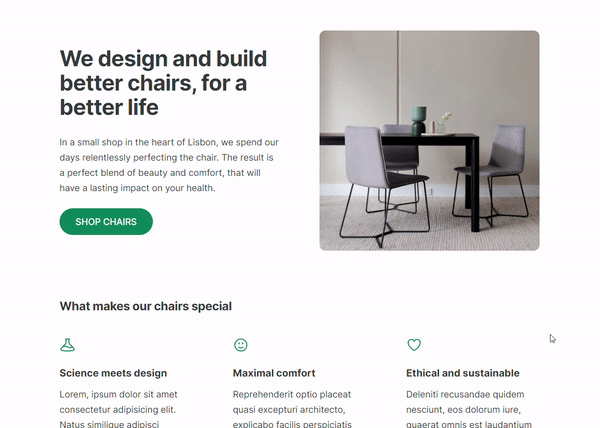 We design and build
better chairs, for a
better life
In a small shop in the heart of Lisbon, we spend our
days relentlessly perfecting the chair. The result is
a perfect blend of beauty and comfort, that will
have a lasting impact on your health.
SHOP CHAIRS
What makes our chairs special
Science meets design
Maximal comfort
Ethical and sustainable
Lorem, ipsum dolor sit amet
consectetur adipisicing elit.
Natus similique adipisci
Reprehenderit optio placeat
quasi excepturi architecto,
explicabo facilis perspiciatis
Deleniti recusandae quidem
nesciunt, eos dolorum iure,
quaerat omnis est laudantium